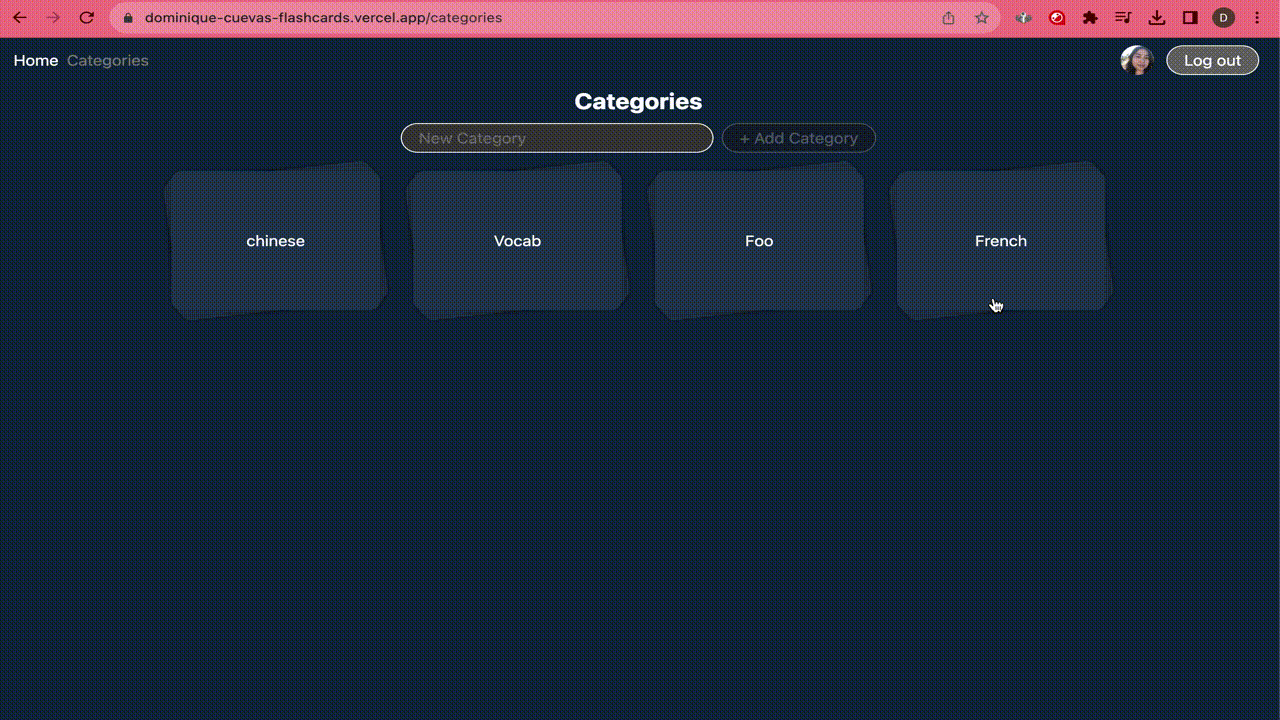 dominique-cuevas-flashcards.vercel.app/categories
D
Home Categories
Log out
Categories
New Category
+ Add Category
chinese
Vocab
Foo
French